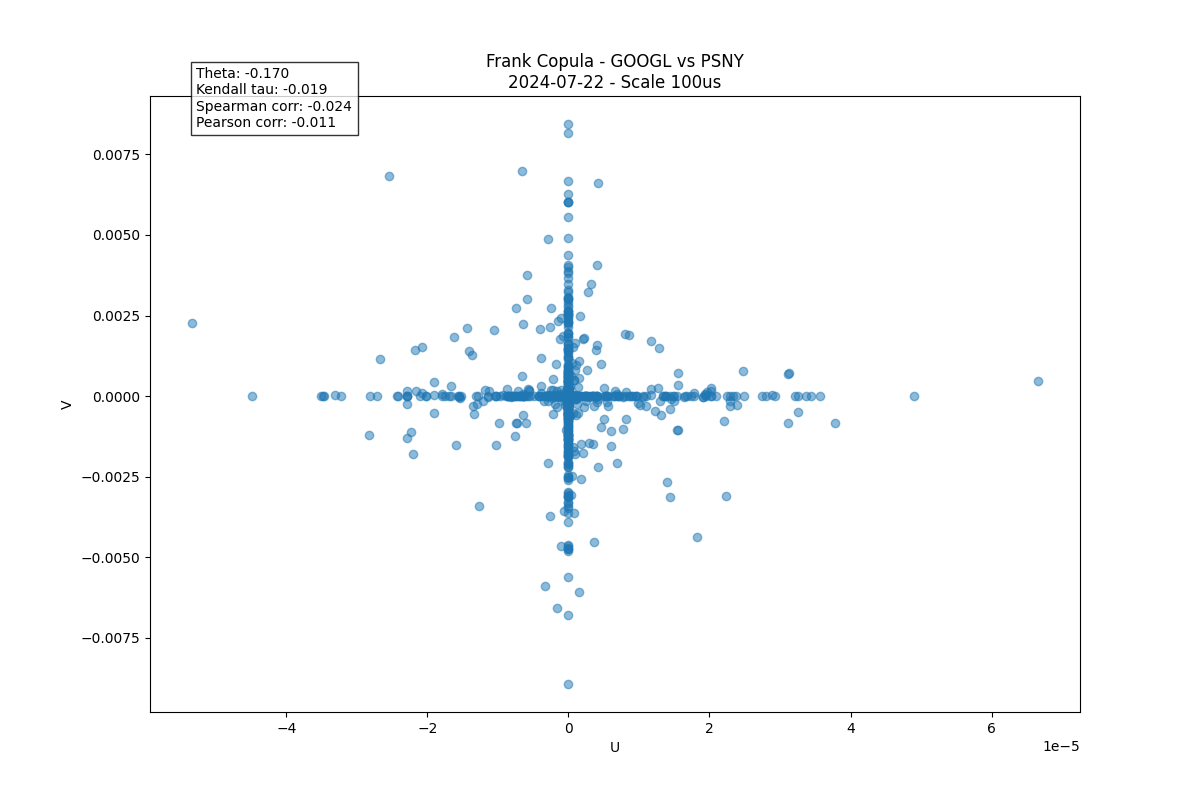 Frank Copula - GOOGL vs PSNY
2024-07-22 - Scale 100us
Theta: -0.170
Kendall tau: -0.019
Spearman corr: -0.024
Pearson corr: -0.011
0.0075
0.0050
0.0025
0.0000
−0.0025
−0.0050
−0.0075
V
−4
−2
0
2
4
6
1e−5
U